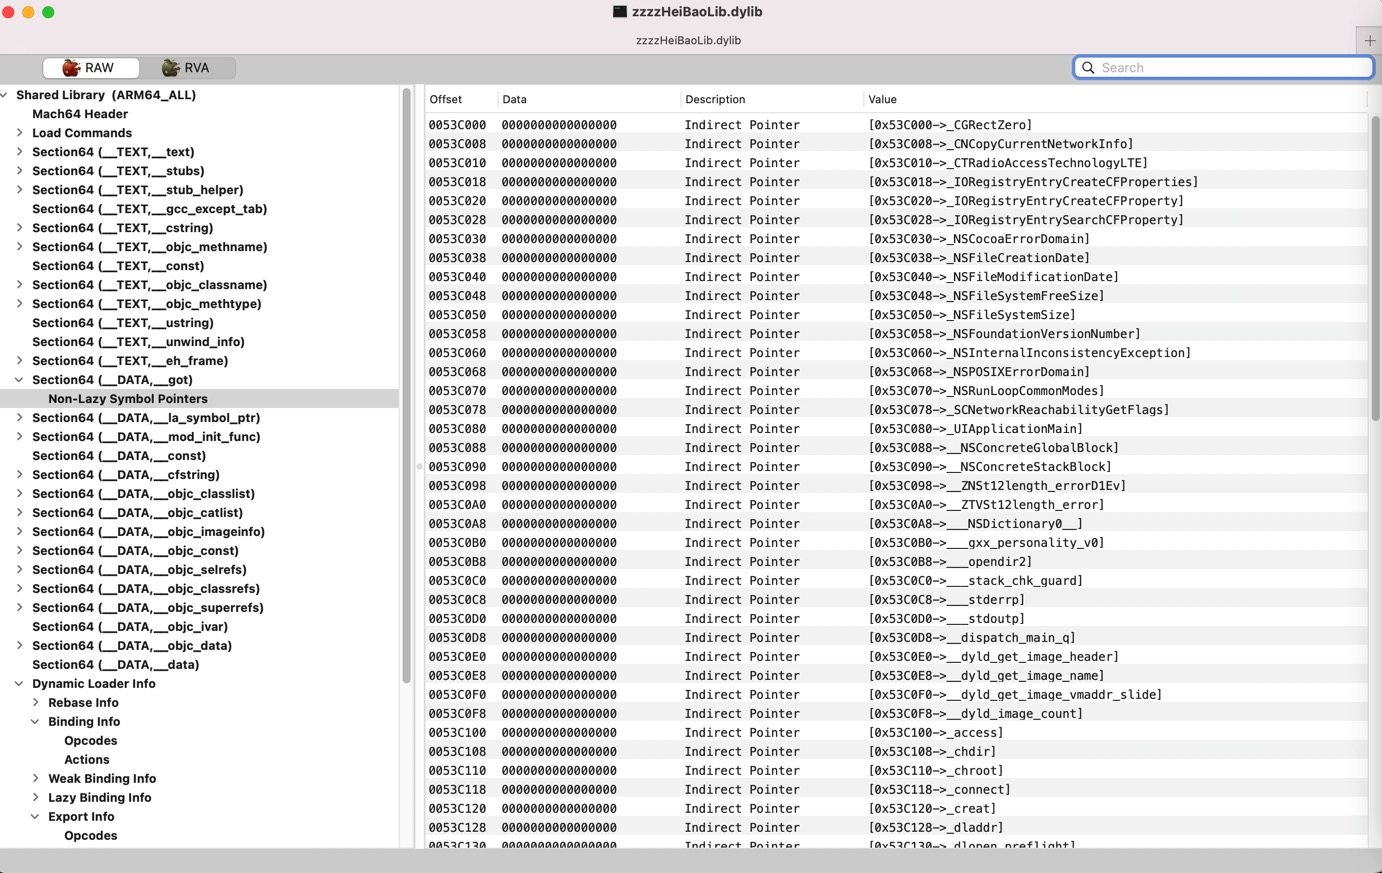 zzzzHeiBaoLib.dylib
zzzzHeiBaoLib.dylib
RAW RVA Search
Shared Library (ARM64_ALL)
Mach64 Header
Load Commands
Section64 (__TEXT,__text)
Section64 (__TEXT,__stubs)
Section64 (__TEXT,__stub_helper)
Section64 (__TEXT,__gcc_except_tab)
Section64 (__TEXT,__cstring)
Section64 (__TEXT,__objc_methname)
Section64 (__TEXT,__const)
Section64 (__TEXT,__objc_classname)
Section64 (__TEXT,__objc_methtype)
Section64 (__TEXT,__ustring)
Section64 (__TEXT,__unwind_info)
Section64 (__TEXT,__eh_frame)
Section64 (__DATA,__got)
Non-Lazy Symbol Pointers
Section64 (__DATA,__la_symbol_ptr)
Section64 (__DATA,__mod_init_func)
Section64 (__DATA,__const)
Section64 (__DATA,__cfstring)
Section64 (__DATA,__objc_classlist)
Section64 (__DATA,__objc_catlist)
Section64 (__DATA,__objc_imageinfo)
Section64 (__DATA,__objc_const)
Section64 (__DATA,__objc_selrefs)
Section64 (__DATA,__objc_classrefs)
Section64 (__DATA,__objc_superrefs)
Section64 (__DATA,__objc_ivar)
Section64 (__DATA,__objc_data)
Section64 (__DATA,__data)
Dynamic Loader Info
Rebase Info
Binding Info
Opcodes
Actions
Weak Binding Info
Lazy Binding Info
Export Info
Opcodes
Offset Data Description Value
0053C000 0000000000000000 Indirect Pointer [0x53C000->_CGRectZero]
0053C008 0000000000000000 Indirect Pointer [0x53C008->_CNCopyCurrentNetworkInfo]
0053C010 0000000000000000 Indirect Pointer [0x53C010->_CTRadioAccessTechnologyLTE]
0053C018 0000000000000000 Indirect Pointer [0x53C018->_IORegistryEntryCreateCFProperties]
0053C020 0000000000000000 Indirect Pointer [0x53C020->_IORegistryEntryCreateCFProperty]
0053C028 0000000000000000 Indirect Pointer [0x53C028->_IORegistryEntrySearchCFProperty]
0053C030 0000000000000000 Indirect Pointer [0x53C030->_NSCocoaErrorDomain]
0053C038 0000000000000000 Indirect Pointer [0x53C038->_NSFileCreationDate]
0053C040 0000000000000000 Indirect Pointer [0x53C040->_NSFileModificationDate]
0053C048 0000000000000000 Indirect Pointer [0x53C048->_NSFileSystemFreeSize]
0053C050 0000000000000000 Indirect Pointer [0x53C050->_NSFileSystemSize]
0053C058 0000000000000000 Indirect Pointer [0x53C058->_NSFoundationVersionNumber]
0053C060 0000000000000000 Indirect Pointer [0x53C060->_NSInternalInconsistencyException]
0053C068 0000000000000000 Indirect Pointer [0x53C068->_NSPOSIXErrorDomain]
0053C070 0000000000000000 Indirect Pointer [0x53C070->_NSRunLoopCommonModes]
0053C078 0000000000000000 Indirect Pointer [0x53C078->_SCNetworkReachabilityGetFlags]
0053C080 0000000000000000 Indirect Pointer [0x53C080->_UIApplicationMain]
0053C088 0000000000000000 Indirect Pointer [0x53C088->__NSConcreteGlobalBlock]
0053C090 0000000000000000 Indirect Pointer [0x53C090->__NSConcreteStackBlock]
0053C098 0000000000000000 Indirect Pointer [0x53C098->__ZNSt12length_errorD1Ev]
0053C0A0 0000000000000000 Indirect Pointer [0x53C0A0->__ZTVSt12length_error]
0053C0A8 0000000000000000 Indirect Pointer [0x53C0A8->___NSDictionary0__]
0053C0B0 0000000000000000 Indirect Pointer [0x53C0B0->___gxx_personality_v0]
0053C0B8 0000000000000000 Indirect Pointer [0x53C0B8->___opendir2]
0053C0C0 0000000000000000 Indirect Pointer [0x53C0C0->___stack_chk_guard]
0053C0C8 0000000000000000 Indirect Pointer [0x53C0C8->___stderrp]
0053C0D0 0000000000000000 Indirect Pointer [0x53C0D0->___stdoutp]
0053C0D8 0000000000000000 Indirect Pointer [0x53C0D8->__dispatch_main_q]
0053C0E0 0000000000000000 Indirect Pointer [0x53C0E0->__dyld_get_image_header]
0053C0E8 0000000000000000 Indirect Pointer [0x53C0E8->__dyld_get_image_name]
0053C0F0 0000000000000000 Indirect Pointer [0x53C0F0->__dyld_get_image_vmaddr_slide]
0053C0F8 0000000000000000 Indirect Pointer [0x53C0F8->__dyld_image_count]
0053C100 0000000000000000 Indirect Pointer [0x53C100->_access]
0053C108 0000000000000000 Indirect Pointer [0x53C108->_chdir]
0053C110 0000000000000000 Indirect Pointer [0x53C110->_chroot]
0053C118 0000000000000000 Indirect Pointer [0x53C118->_connect]
0053C120 0000000000000000 Indirect Pointer [0x53C120->_creat]
0053C128 0000000000000000 Indirect Pointer [0x53C128->_dladdr]
0053C130 0000000000000000 Indirect Pointer [0x53C130->_dlopen_preflight]